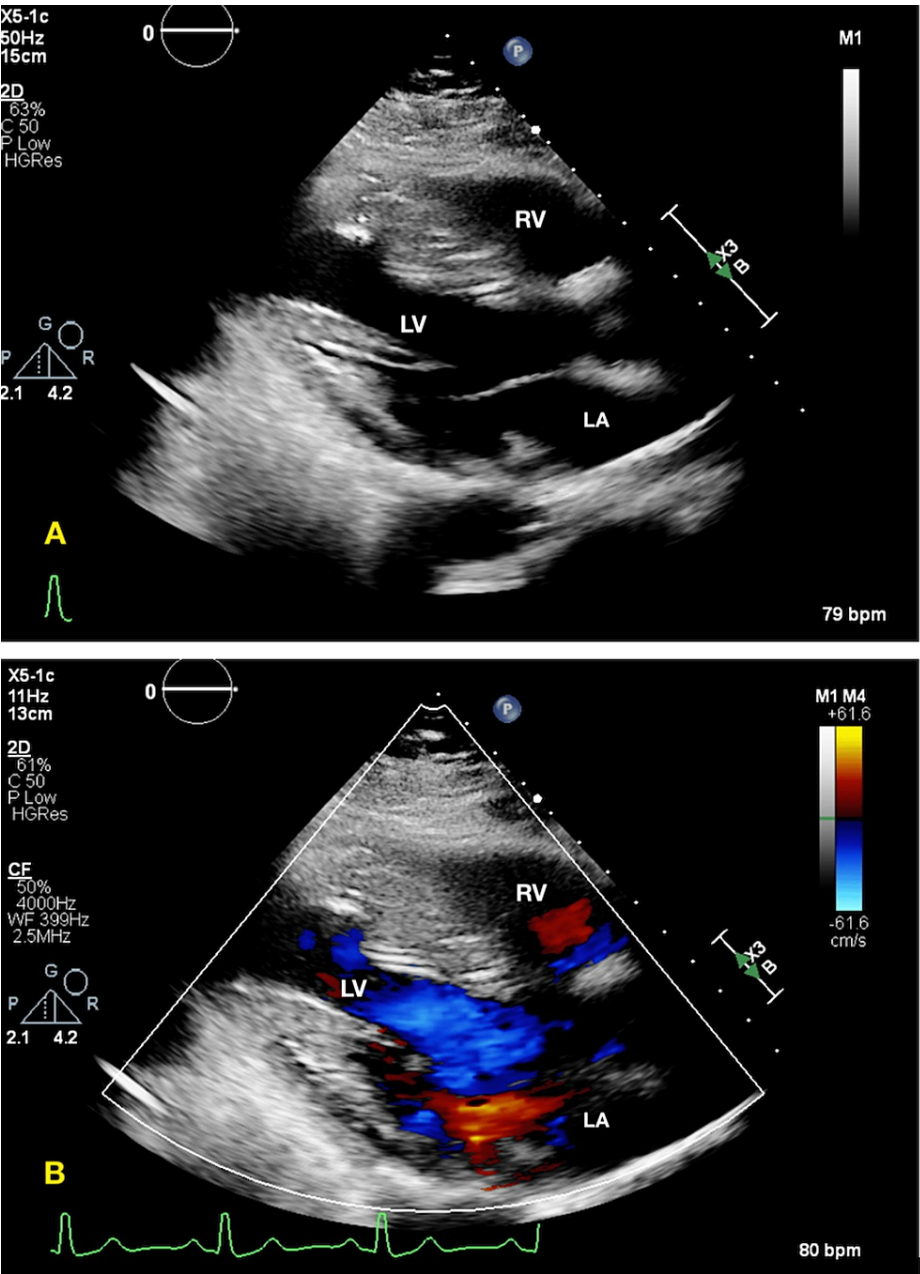 X5-1c
50Hz
15cm
0
P
M1
2D
63%
C 50
P Low
HGRes
RV
X3
B
LV
G
P R
2.1 4.2
LA
A
79 bpm
X5-1c
11Hz
13cm
0
P
M1 M4
+61.6
2D
61%
C 50
P Low
HGRes
CF
50%
4000Hz
WF 399Hz
2.5MHz
RV
-61.6
cm/s
X3
B
LV
G
P R
2.1 4.2
LA
B
80 bpm